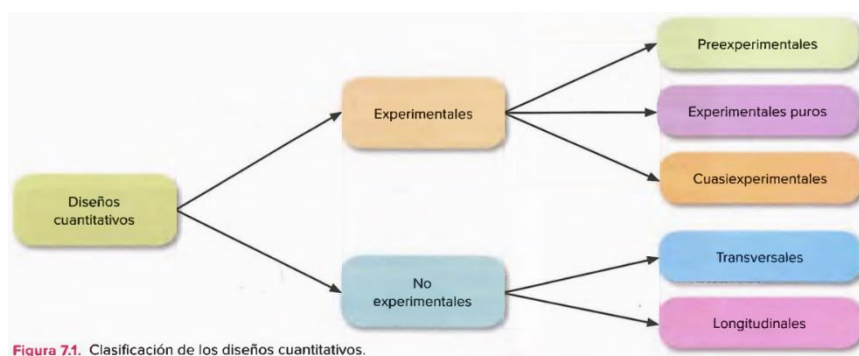 Preexperimentales
Experimentales
Experimentales puros
Cuasiexperimentales
Diseños
cuantitativos
No
experimentales
Transversales
Longitudinales
Figura 7.1. Clasificación de los diseños cuantitativos.